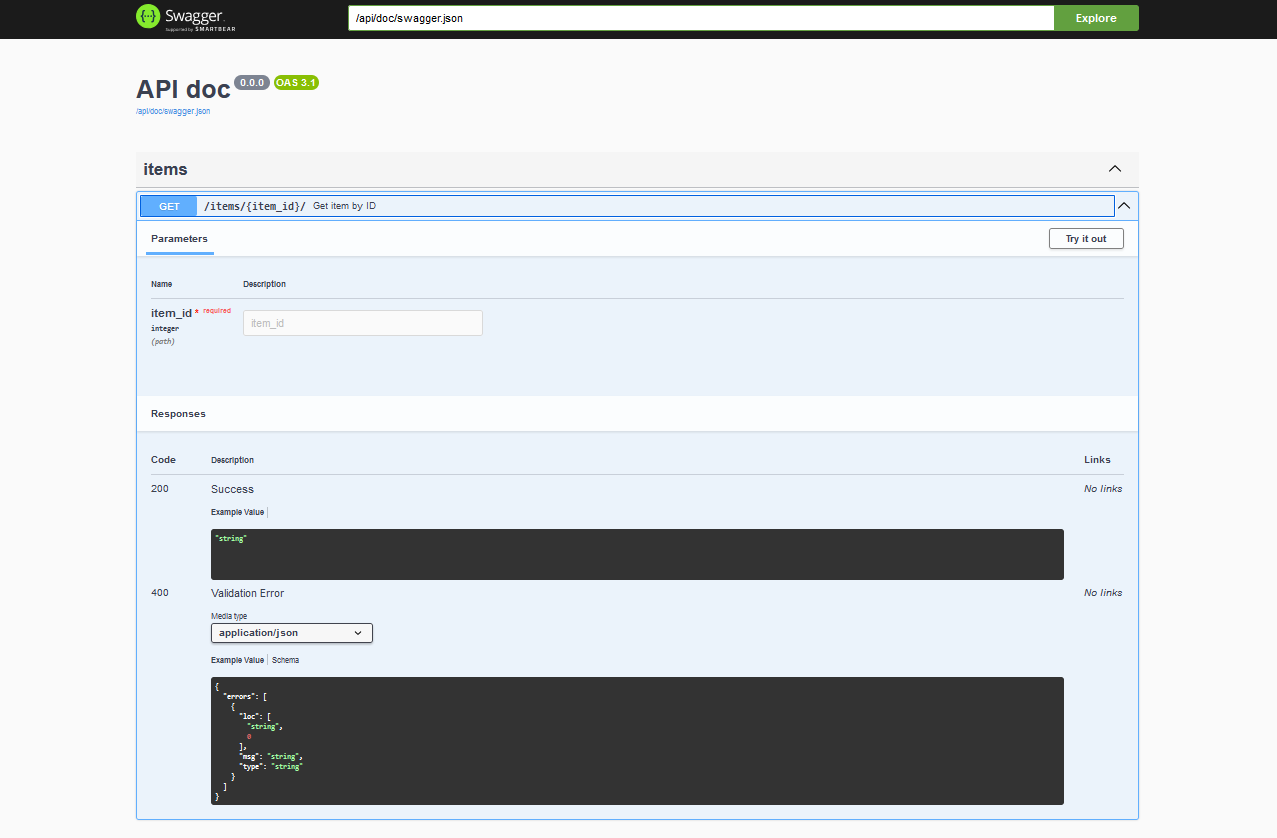 Swagger.
Supported by SMARTBEAR
/api/doc/swagger.json
Explore
API doc 0.0.0 OAS 3.1
/api/doc/swagger.json
items
GET /items/{item_id}/ Get item by ID
Parameters
Try it out
Name Description
item_id * required
integer
(path)
item_id
Responses
Code Description Links
200 Success No links
Example Value
"string"
400 Validation Error No links
Media type
application/json
Example Value Schema
{
  "errors": [
    {
      "loc": [
        "string",
        0
      ],
      "msg": "string",
      "type": "string"
    }
  ]
}